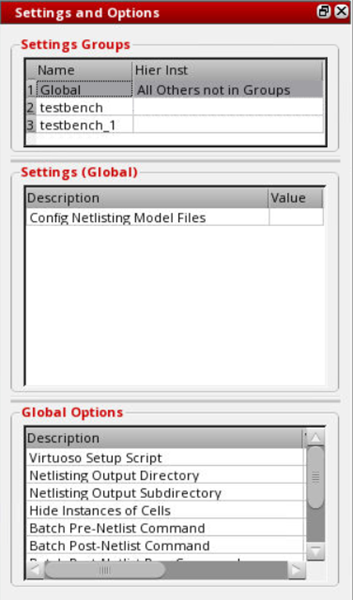 Settings and Options
Settings Groups
Name Hier Inst
1 Global All Others not in Groups
2 testbench
3 testbench_1
Settings (Global)
Description Value
Config Netlisting Model Files
Global Options
Description
Virtuoso Setup Script
Netlisting Output Directory
Netlisting Output Subdirectory
Hide Instances of Cells
Batch Pre-Netlist Command
Batch Post-Netlist Command